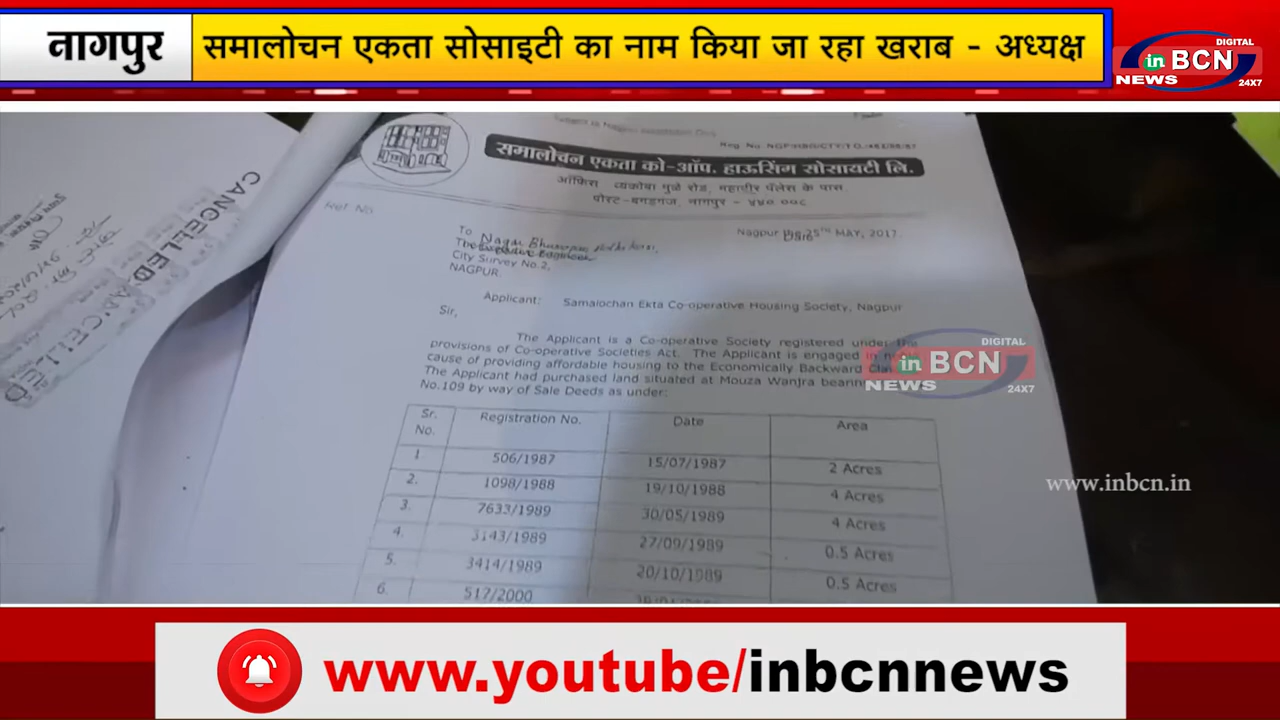 नागपुर
समालोचन एकता सोसाइटी का नाम किया जा रहा खराब - अध्यक्ष
DIGITAL
in BCN
NEWS
24X7
CANCELLED
CANCELLED
समालोचन एकता को-ऑप. हाऊसिंग सोसायटी लि.
पोस्ट-बगडगंज, नागपुर - ४४०००८
Ref. No.
Nagpur 25TH MAY, 2017.
To
The Executive Engineer
City Survey No.2,
NAGPUR.
Applicant: Samalochan Ekta Co-operative Housing Society, Nagpur
Sir,
The Applicant is a Co-operative Society registered under the
provisions of Co-operative Societies Act. The Applicant is engaged in
cause of providing affordable housing to the Economically Backward
The Applicant had purchased land situated at Mouza Wanjra
No.109 by way of Sale Deeds as under:
Sr. No. Registration No. Date Area
1 506/1987 15/07/1987 2 Acres
2. 1098/1988 19/10/1988 4 Acres
3. 7633/1989 30/05/1989 4 Acres
4. 3143/1989 27/09/1989 0.5 Acres
5. 3414/1989 20/10/1989 0.5 Acres
6. 517/2000
DIGITAL
in BCN
NEWS
24X7
www.inbcn.in
www.youtube/inbcnnews